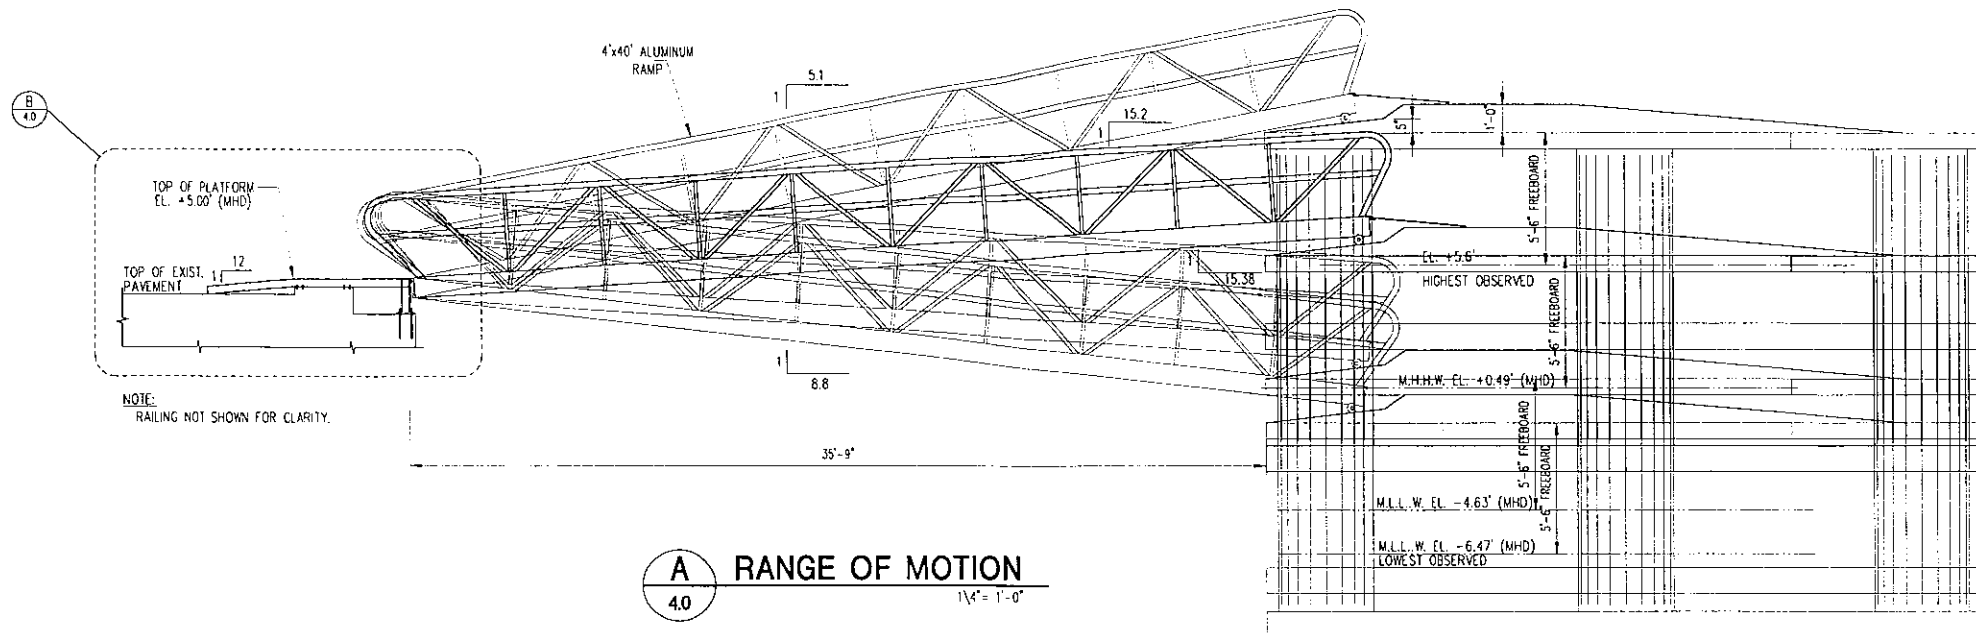 4'x40' ALUMINUM
RAMP
5.1
1
15.2
1
5"
1'-0"
B
4.0
TOP OF PLATFORM
EL. +5.00' (MHD)
5'-6" FREEBOARD
12
1
TOP OF EXIST.
PAVEMENT
EL. +5.6'
HIGHEST OBSERVED
1
15.38
5'-6" FREEBOARD
1
8.8
M.H.H.W. EL. +0.49' (MHD)
NOTE:
RAILING NOT SHOWN FOR CLARITY.
35'-9"
5'-6" FREEBOARD
5'-6" FREEBOARD
M.L.L.W. EL. -4.63' (MHD)
M.L.L.W. EL. -6.47' (MHD)
LOWEST OBSERVED
A
4.0
RANGE OF MOTION
1\4"= 1'-0"